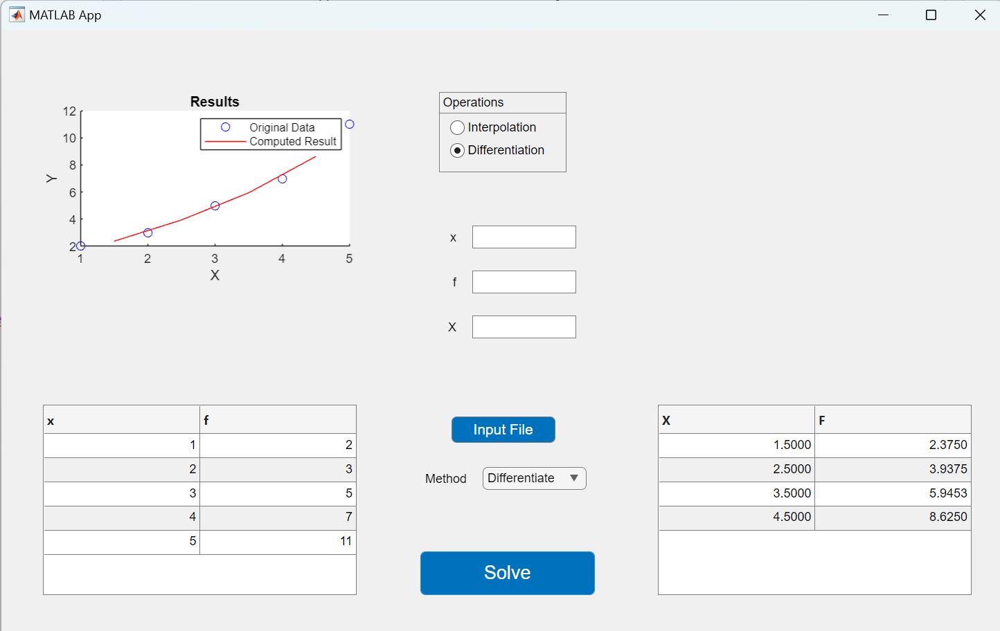 MATLAB App
Results
12
10
8
6
4
2
Y
Original Data
Computed Result
1 2 3 4 5
X
Operations
Interpolation
Differentiation
x
f
X
x f
1 2
2 3
3 5
4 7
5 11
Input File
Method Differentiate
Solve
X F
1.5000 2.3750
2.5000 3.9375
3.5000 5.9453
4.5000 8.6250